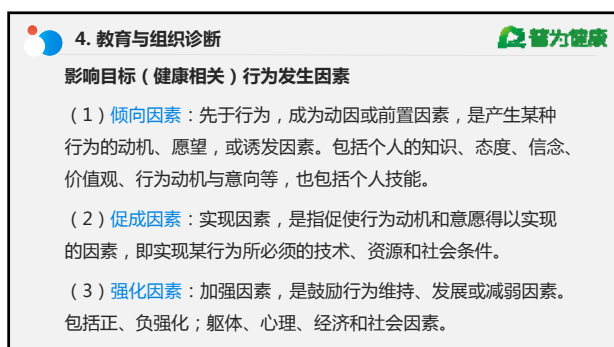 4. 教育与组织诊断
普为健康
影响目标（健康相关）行为发生因素
（1）倾向因素：先于行为，成为动因或前置因素，是产生某种
行为的动机、愿望，或诱发因素。包括个人的知识、态度、信念、
价值观、行为动机与意向等，也包括个人技能。
（2）促成因素：实现因素，是指促使行为动机和意愿得以实现
的因素，即实现某行为所必须的技术、资源和社会条件。
（3）强化因素：加强因素，是鼓励行为维持、发展或减弱因素。
包括正、负强化；躯体、心理、经济和社会因素。